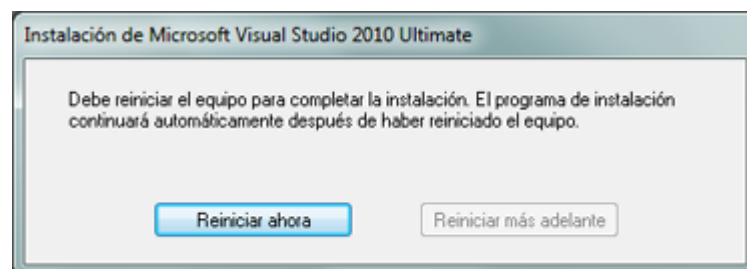 Instalación de Microsoft Visual Studio 2010 Ultimate
Debe reiniciar el equipo para completar la instalación. El programa de instalación
continuará automáticamente después de haber reiniciado el equipo.
Reiniciar ahora
Reiniciar más adelante